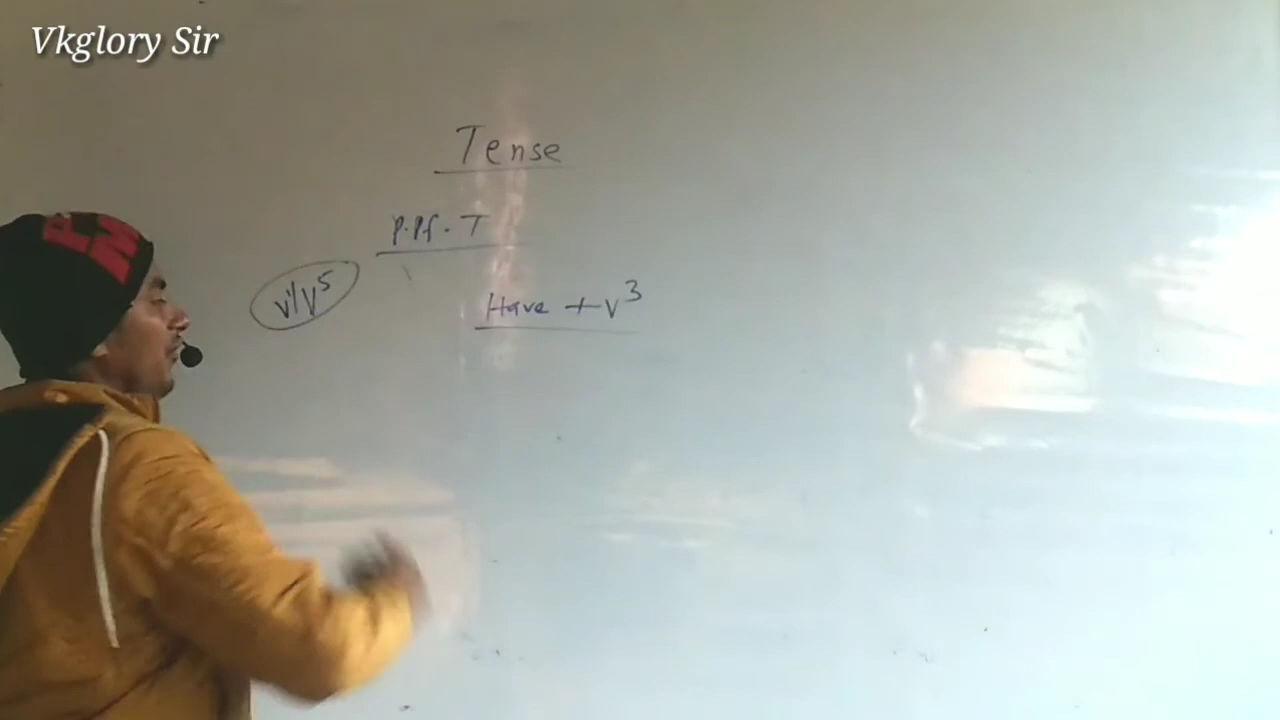 Vkglory Sir
Tense
P.Pf.T
V¹/V⁵
Have + V³